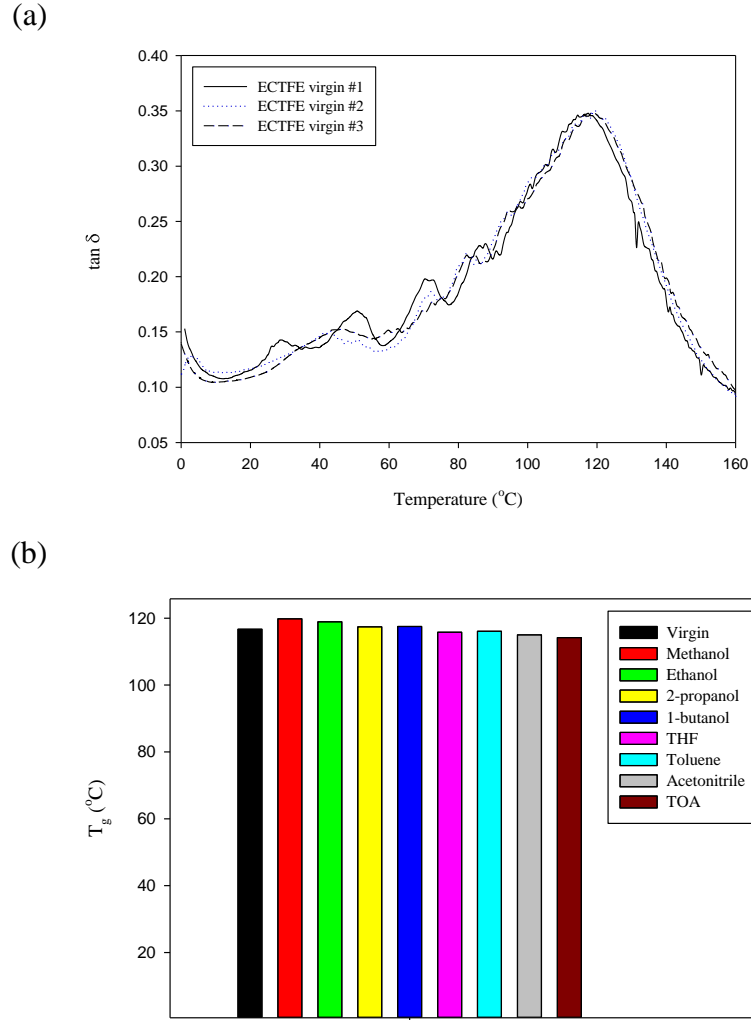 (a)
0.40
ECTFE virgin #1
0.35
ECTFE virgin #2
ECTFE virgin #3
0.30
0.25
tan δ
0.20
0.15
0.10
0.05
0 20 40 60 80 100 120 140 160
Temperature (°C)
(b)
120
Virgin
Methanol
100
Ethanol
2-propanol
1-butanol
80
THF
Toluene
Acetonitrile
TOA
Tg (°C)
60
40
20